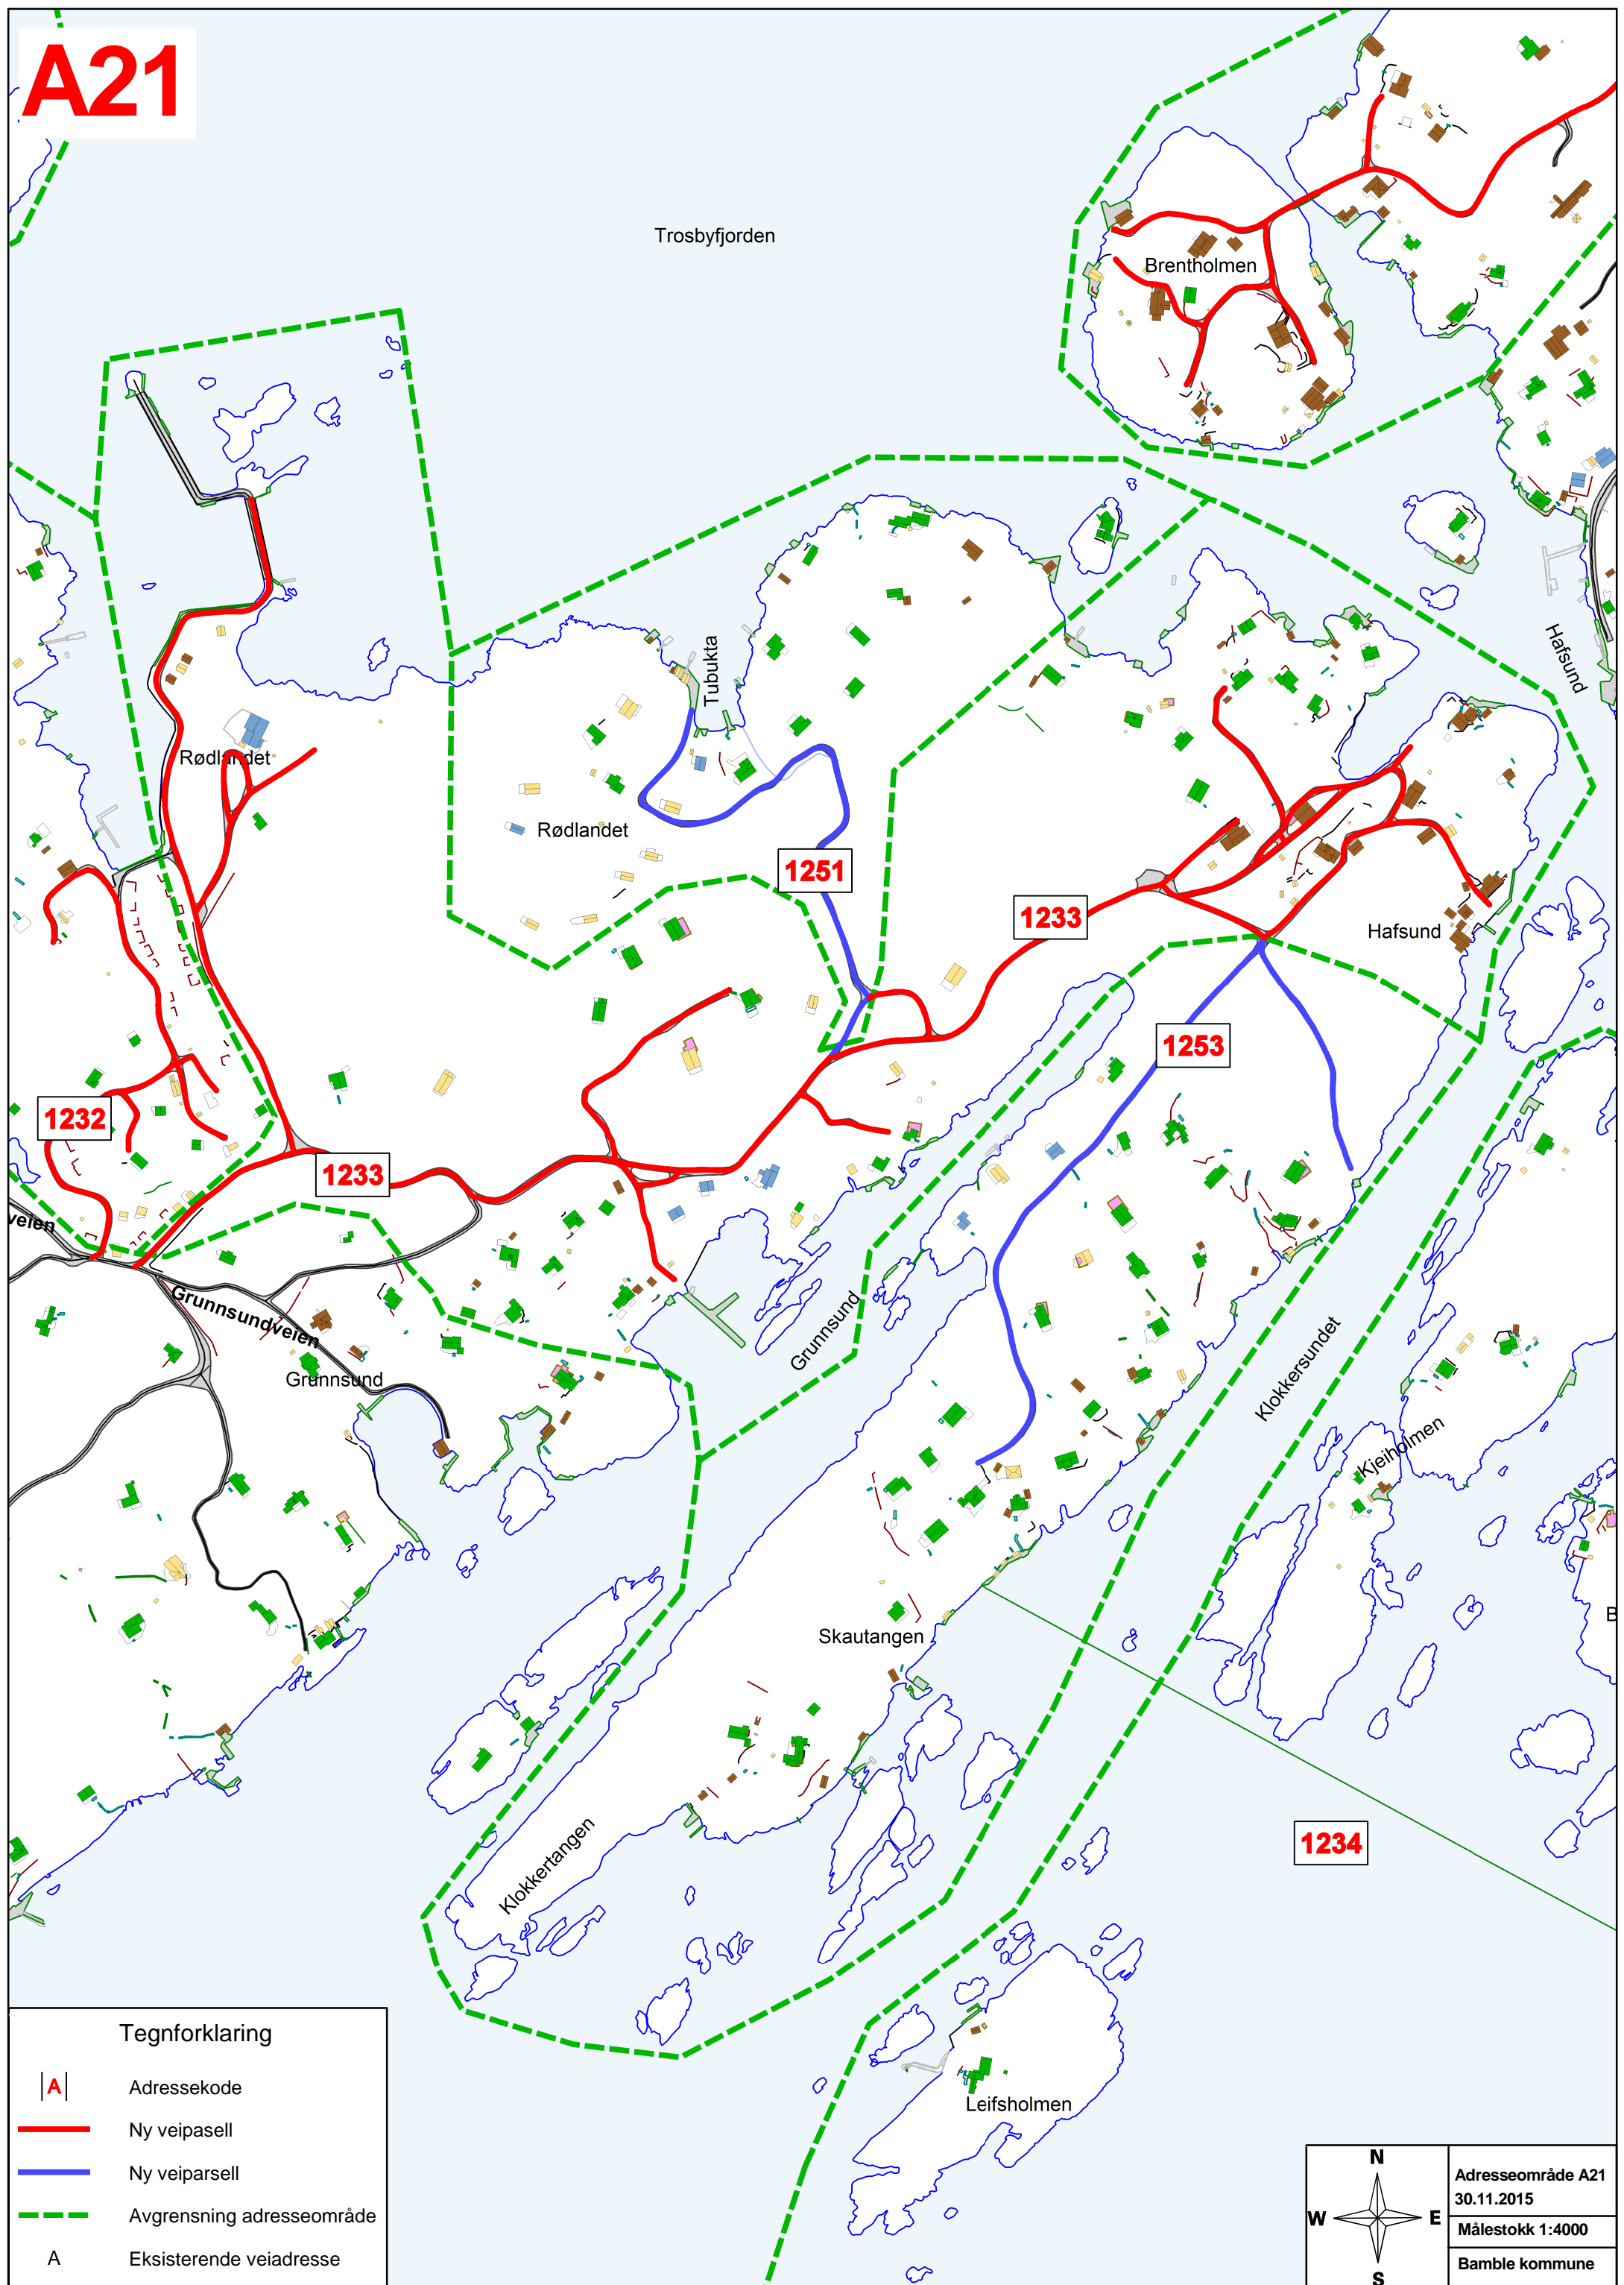 A21
Trosbyfjorden
Brentholmen
Hafsund
Tubukta
Rødlandet
Rødlandet
1251
1233
Hafsund
1253
1232
1233
veien
Grunnsundveien
Grunnsund
Grunnsund
Klokkersundet
Kjeiholmen
B
Skautangen
Klokkertangen
1234
Leifsholmen
Tegnforklaring
A Adressekode
Ny veipasell
Ny veiparsell
Avgrensning adresseområde
A Eksisterende veiadresse
N
W E
S
Adresseområde A21
30.11.2015
Målestokk 1:4000
Bamble kommune